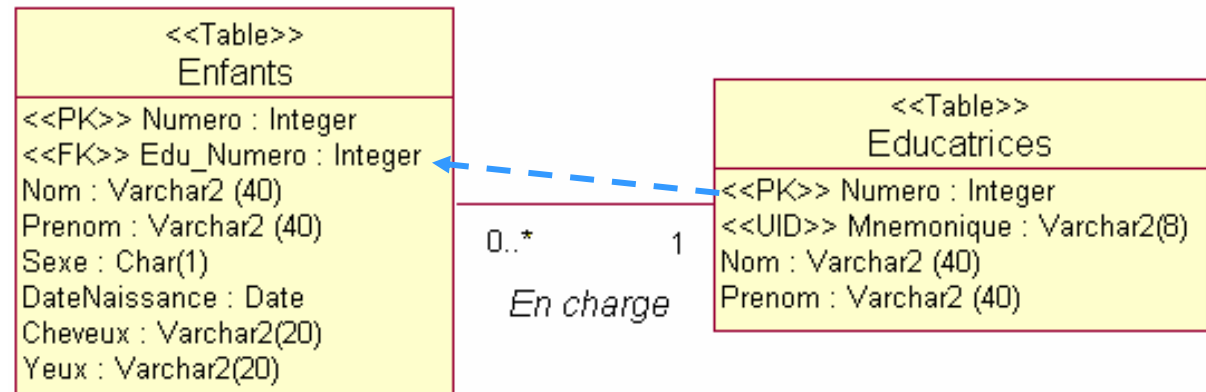 <<Table>>
Enfants
<<PK>> Numero : Integer
<<FK>> Edu_Numero : Integer
Nom : Varchar2 (40)
Prenom : Varchar2 (40)
Sexe : Char(1)
DateNaissance : Date
Cheveux : Varchar2(20)
Yeux : Varchar2(20)
0..* 1
En charge
<<Table>>
Educatrices
<<PK>> Numero : Integer
<<UID>> Mnemonique : Varchar2(8)
Nom : Varchar2 (40)
Prenom : Varchar2 (40)